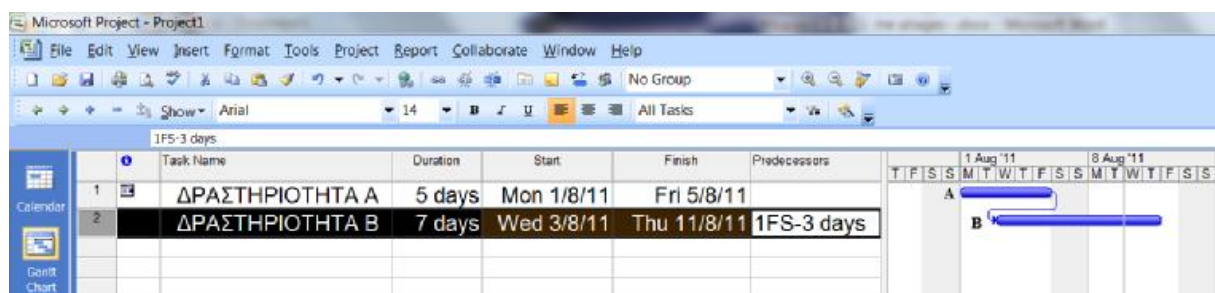 Microsoft Project - Project1
File Edit View Insert Format Tools Project Report Collaborate Window Help
No Group
Show Arial 14 B I U All Tasks
1FS-3 days
Task Name Duration Start Finish Predecessors 1 Aug '11 8 Aug '11
T F S S M T W T F S S M T W T F S S
1 ΔΡΑΣΤΗΡΙΟΤΗΤΑ Α 5 days Mon 1/8/11 Fri 5/8/11 A
Calendar
2 ΔΡΑΣΤΗΡΙΟΤΗΤΑ Β 7 days Wed 3/8/11 Thu 11/8/11 1FS-3 days B
Gantt
Chart